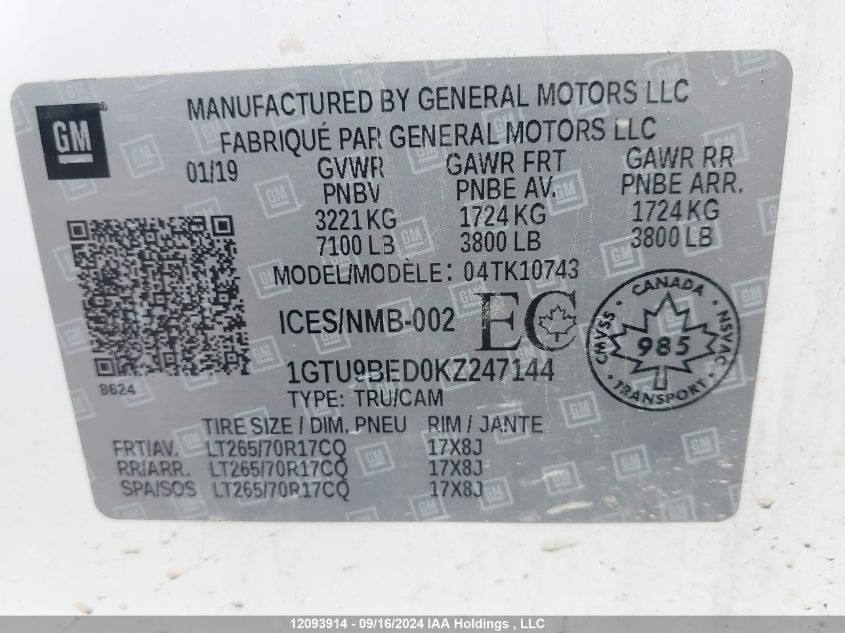 GM
MANUFACTURED BY GENERAL MOTORS LLC
FABRIQUÉ PAR GENERAL MOTORS LLC
01/19 GVWR GAWR FRT GAWR RR
PNBV PNBE AV. PNBE ARR.
3221 KG 1724 KG 1724 KG
7100 LB 3800 LB 3800 LB
MODEL/MODÈLE: 04TK10743
ICES/NMB-002 EC
CANADA
CMVSS · NSVAC
985
TRANSPORT
8624
1GTU9BED0KZ247144
TYPE: TRU/CAM
TIRE SIZE / DIM. PNEU RIM / JANTE
FRT/AV. LT265/70R17CQ 17X8J
RR/ARR. LT265/70R17CQ 17X8J
SPA/SOS LT265/70R17CQ 17X8J
12093914 - 09/16/2024 IAA Holdings , LLC